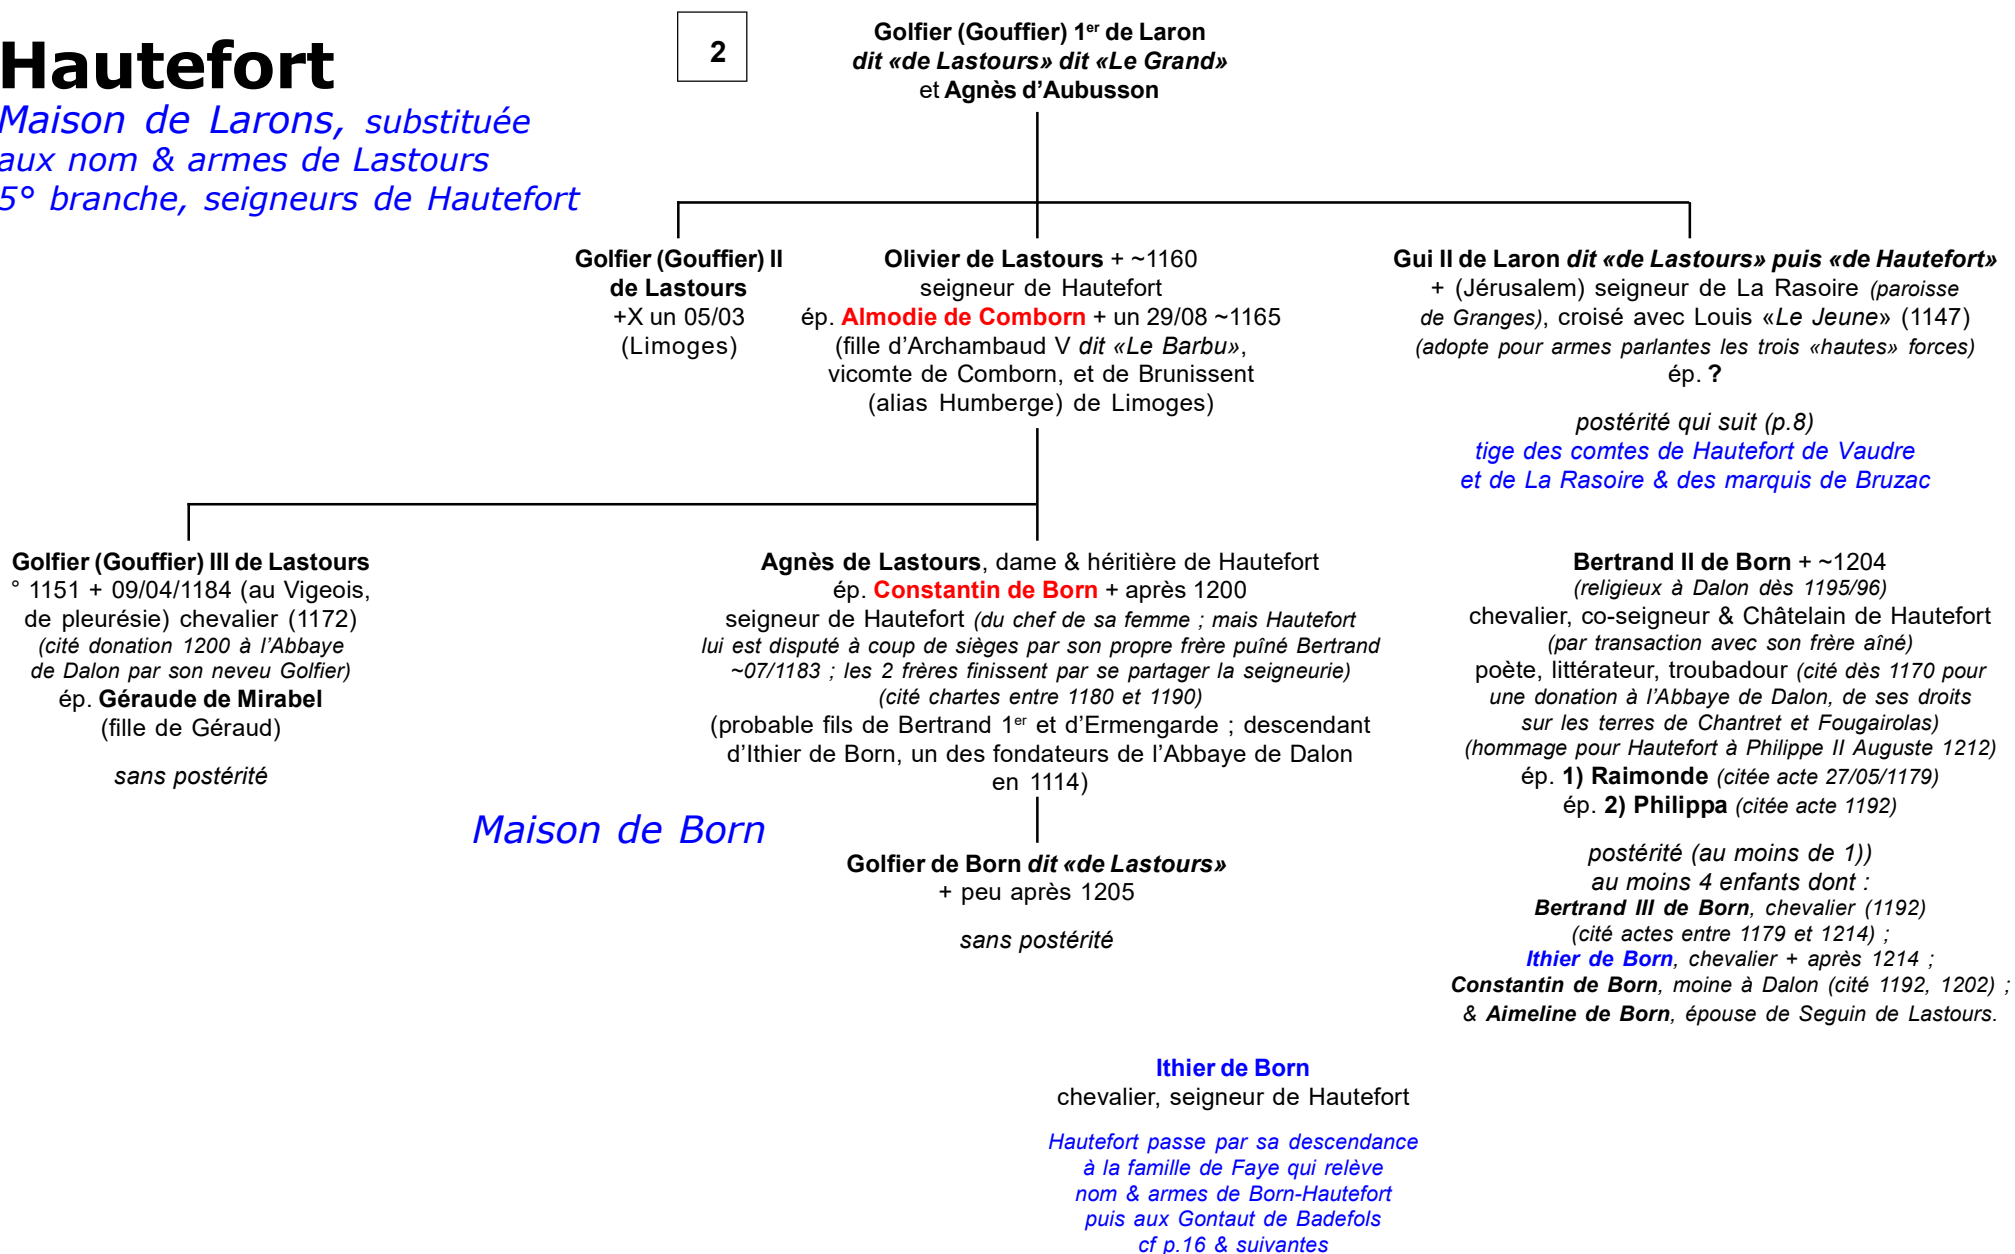 Hautefort
Maison de Larons, substituée
aux nom & armes de Lastours
5° branche, seigneurs de Hautefort
2
Golfier (Gouffier) 1er de Laron
dit «de Lastours» dit «Le Grand»
et Agnès d'Aubusson
Golfier (Gouffier) II
de Lastours
+X un 05/03
(Limoges)
Olivier de Lastours + ~1160
seigneur de Hautefort
ép. Almodie de Comborn + un 29/08 ~1165
(fille d'Archambaud V dit «Le Barbu»,
vicomte de Comborn, et de Brunissent
(alias Humberge) de Limoges)
Gui II de Laron dit «de Lastours» puis «de Hautefort»
+ (Jérusalem) seigneur de La Rasoire (paroisse
de Granges), croisé avec Louis «Le Jeune» (1147)
(adopte pour armes parlantes les trois «hautes» forces)
ép. ?
postérité qui suit (p.8)
tige des comtes de Hautefort de Vaudre
et de La Rasoire & des marquis de Bruzac
Golfier (Gouffier) III de Lastours
° 1151 + 09/04/1184 (au Vigeois,
de pleurésie) chevalier (1172)
(cité donation 1200 à l'Abbaye
de Dalon par son neveu Golfier)
ép. Géraude de Mirabel
(fille de Géraud)
sans postérité
Agnès de Lastours, dame & héritière de Hautefort
ép. Constantin de Born + après 1200
seigneur de Hautefort (du chef de sa femme ; mais Hautefort
lui est disputé à coup de sièges par son propre frère puîné Bertrand
~07/1183 ; les 2 frères finissent par se partager la seigneurie)
(cité chartes entre 1180 et 1190)
(probable fils de Bertrand 1er et d'Ermengarde ; descendant
d'Ithier de Born, un des fondateurs de l'Abbaye de Dalon
en 1114)
Bertrand II de Born + ~1204
(religieux à Dalon dès 1195/96)
chevalier, co-seigneur & Châtelain de Hautefort
(par transaction avec son frère aîné)
poète, littérateur, troubadour (cité dès 1170 pour
une donation à l'Abbaye de Dalon, de ses droits
sur les terres de Chantret et Fougairolas)
(hommage pour Hautefort à Philippe II Auguste 1212)
ép. 1) Raimonde (citée acte 27/05/1179)
ép. 2) Philippa (citée acte 1192)
postérité (au moins de 1))
au moins 4 enfants dont :
Bertrand III de Born, chevalier (1192)
(cité actes entre 1179 et 1214) ;
Ithier de Born, chevalier + après 1214 ;
Constantin de Born, moine à Dalon (cité 1192, 1202) ;
& Aimeline de Born, épouse de Seguin de Lastours.
Maison de Born
Golfier de Born dit «de Lastours»
+ peu après 1205
sans postérité
Ithier de Born
chevalier, seigneur de Hautefort
Hautefort passe par sa descendance
à la famille de Faye qui relève
nom & armes de Born-Hautefort
puis aux Gontaut de Badefols
cf p.16 & suivantes